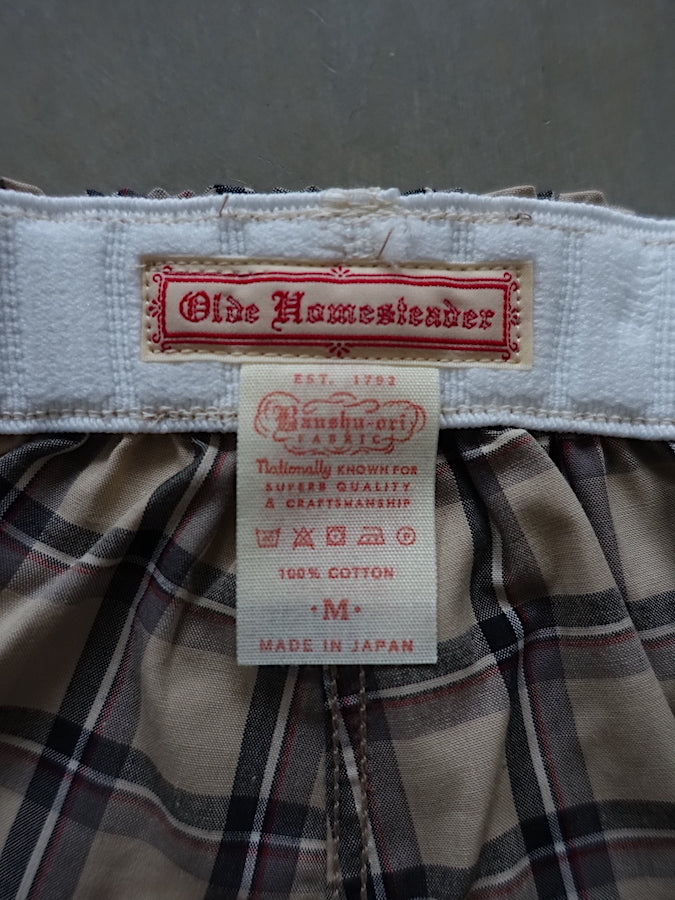 Olde Homesteader
EST. 1792
Banshu-ori
FABRIC
Nationally KNOWN FOR
SUPERB QUALITY
& CRAFTSMANSHIP
P
100% COTTON
·M·
MADE IN JAPAN